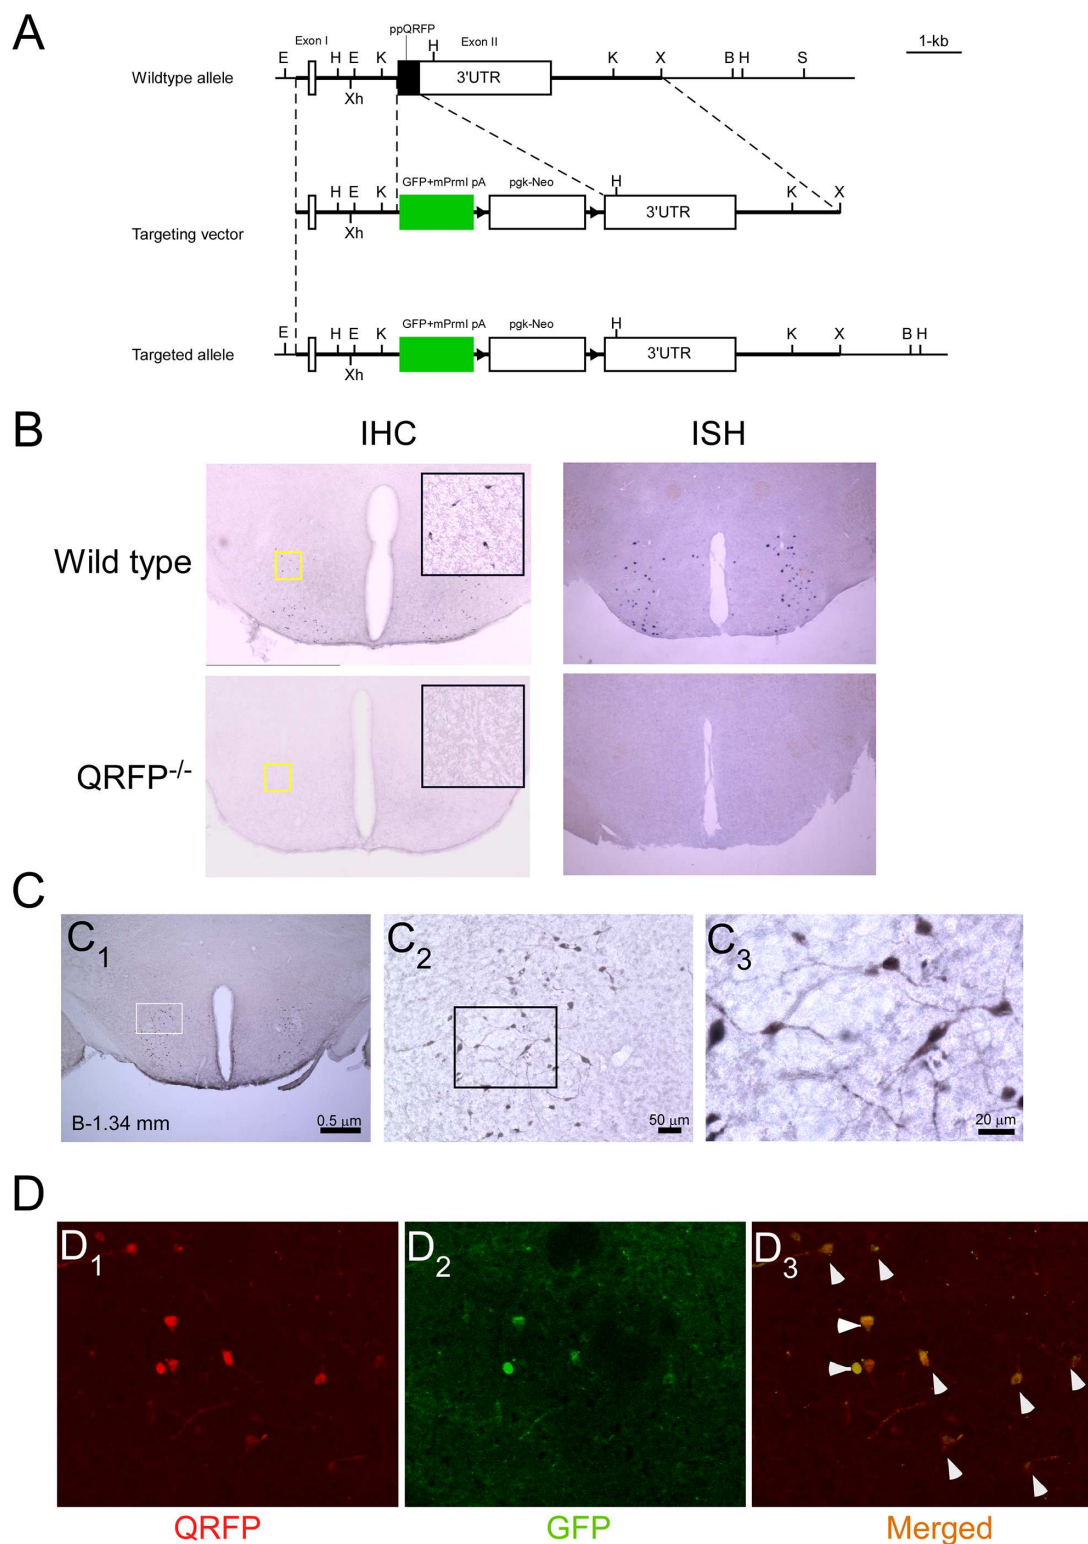 A
ppQRFP
Exon I H Exon II 1-kb
E H E K K X B H S
Wildtype allele 3'UTR
Xh
GFP+mPrmI pA pgk-Neo H
H E K K X
3'UTR
Xh
Targeting vector
GFP+mPrmI pA pgk-Neo H
E H E K K X B H
Targeted allele 3'UTR
Xh
B
IHC ISH
Wild type
QRFP-/-
C
C1 C2 C3
B-1.34 mm 0.5 μm 50 μm 20 μm
D
D1 D2 D3
QRFP GFP Merged